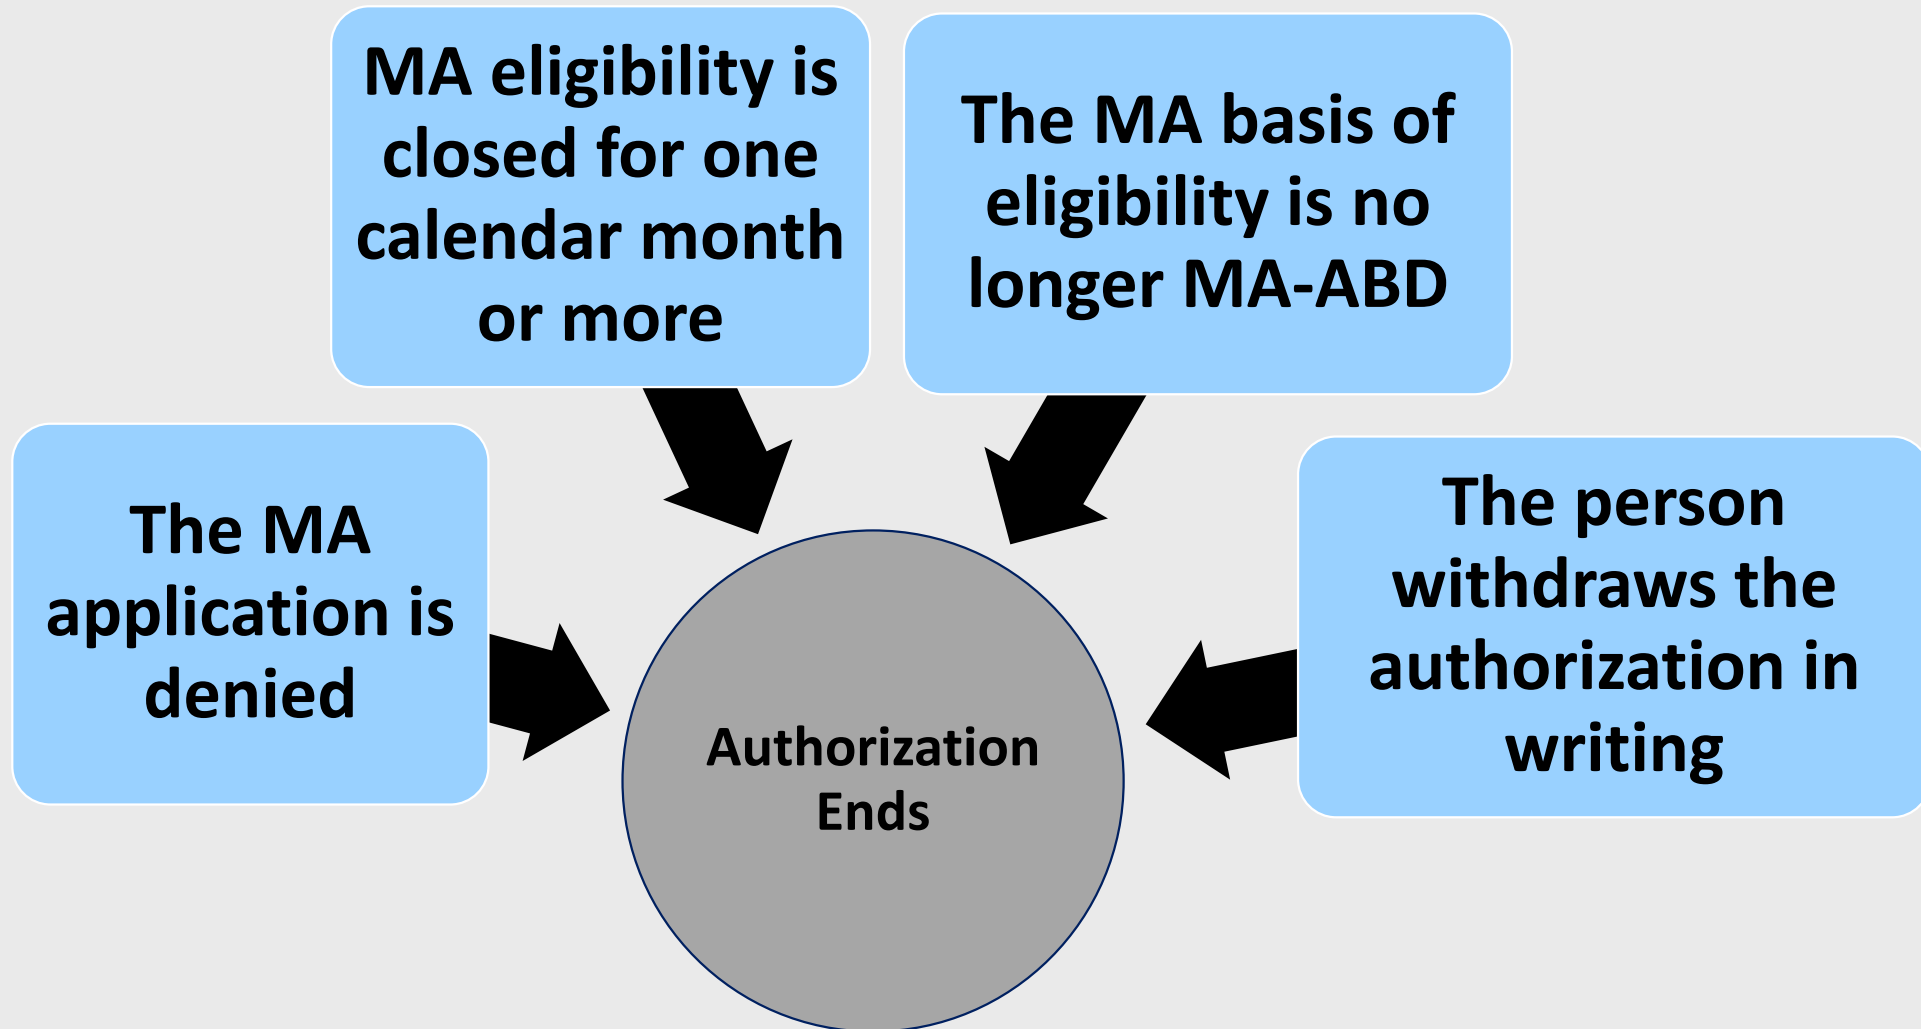 MA eligibility is
closed for one
calendar month
or more
The MA basis of
eligibility is no
longer MA-ABD
The MA
application is
denied
The person
withdraws the
authorization in
writing
Authorization
Ends